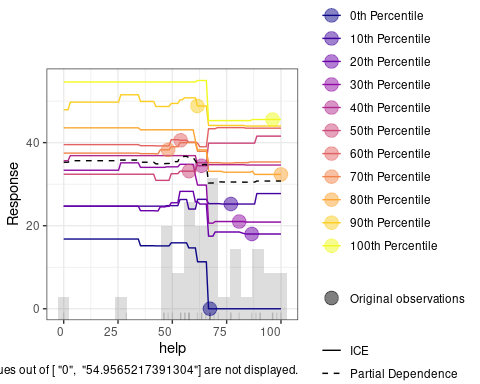 0th Percentile
10th Percentile
20th Percentile
30th Percentile
40th Percentile
50th Percentile
60th Percentile
70th Percentile
80th Percentile
90th Percentile
100th Percentile
Original observations
ICE
Partial Dependence
Response
40
20
0
0
25
50
75
100
help
out of [ "0", "54.9565217391304"] are not displayed.